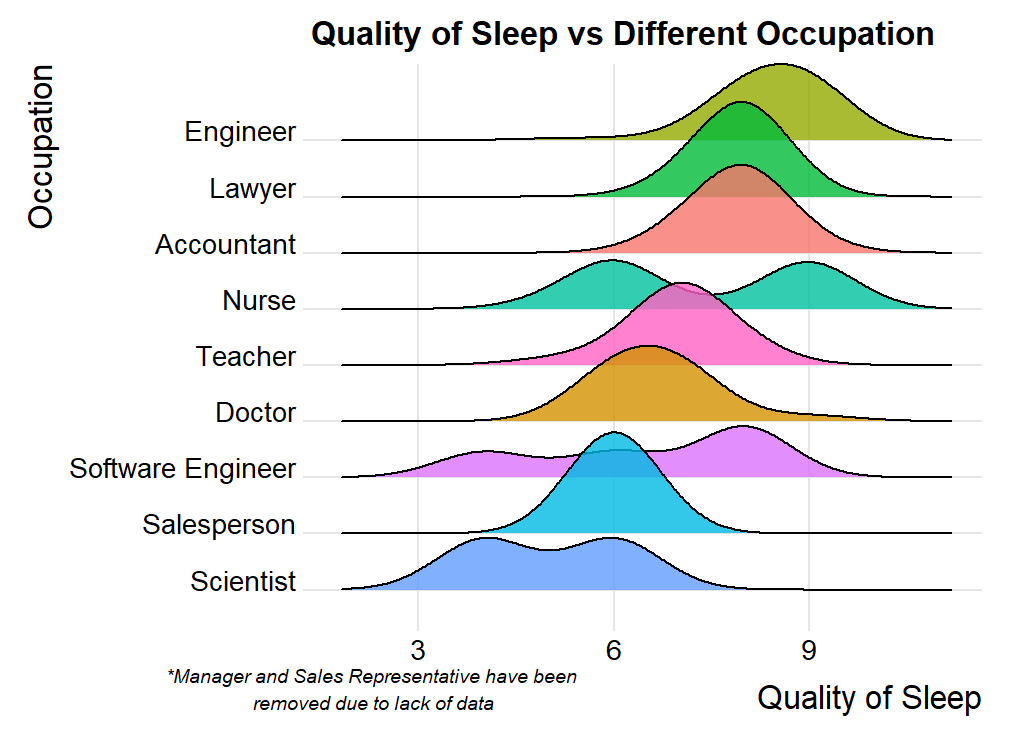 Quality of Sleep vs Different Occupation
Occupation
Engineer
Lawyer
Accountant
Nurse
Teacher
Doctor
Software Engineer
Salesperson
Scientist
3 6 9
*Manager and Sales Representative have been
removed due to lack of data
Quality of Sleep